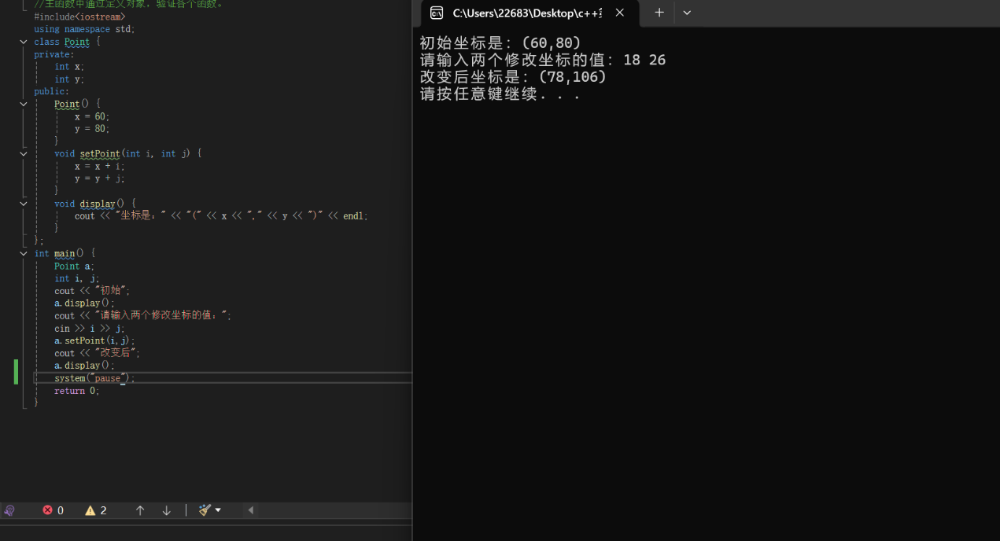 //主函数中通过定义对象，验证各个函数。
#include<iostream>
using namespace std;
class Point {
private:
int x;
int y;
public:
Point() {
x = 60;
y = 80;
}
void setPoint(int i, int j) {
x = x + i;
y = y + j;
}
void display() {
cout << "坐标是：" << "(" << x << "," << y << ")" << endl;
}
};
int main() {
Point a;
int i, j;
cout << "初始";
a.display();
cout << "请输入两个修改坐标的值：";
cin >> i >> j;
a.setPoint(i,j);
cout << "改变后";
a.display();
system("pause");
return 0;
}
0 2
C:\Users\22683\Desktop\c++
初始坐标是：(60,80)
请输入两个修改坐标的值：18 26
改变后坐标是：(78,106)
请按任意键继续. . .